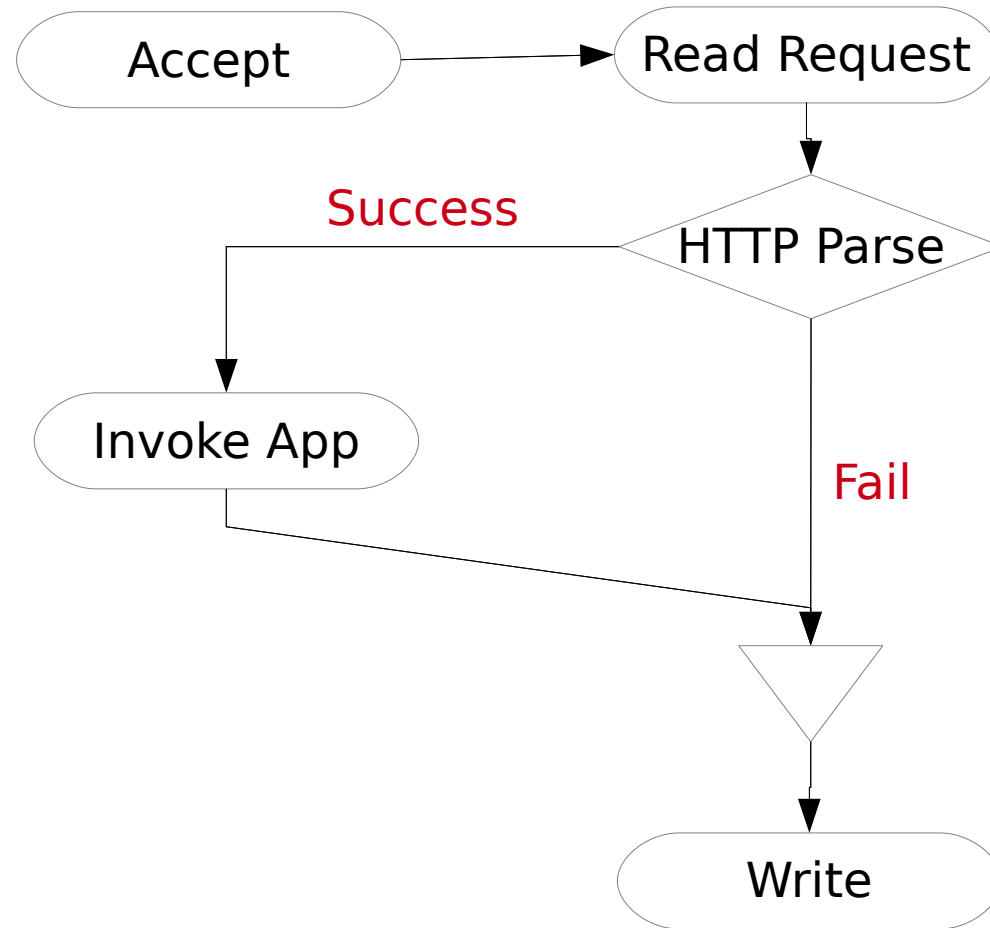 Accept
Read Request
Success
HTTP Parse
Invoke App
Fail
Write